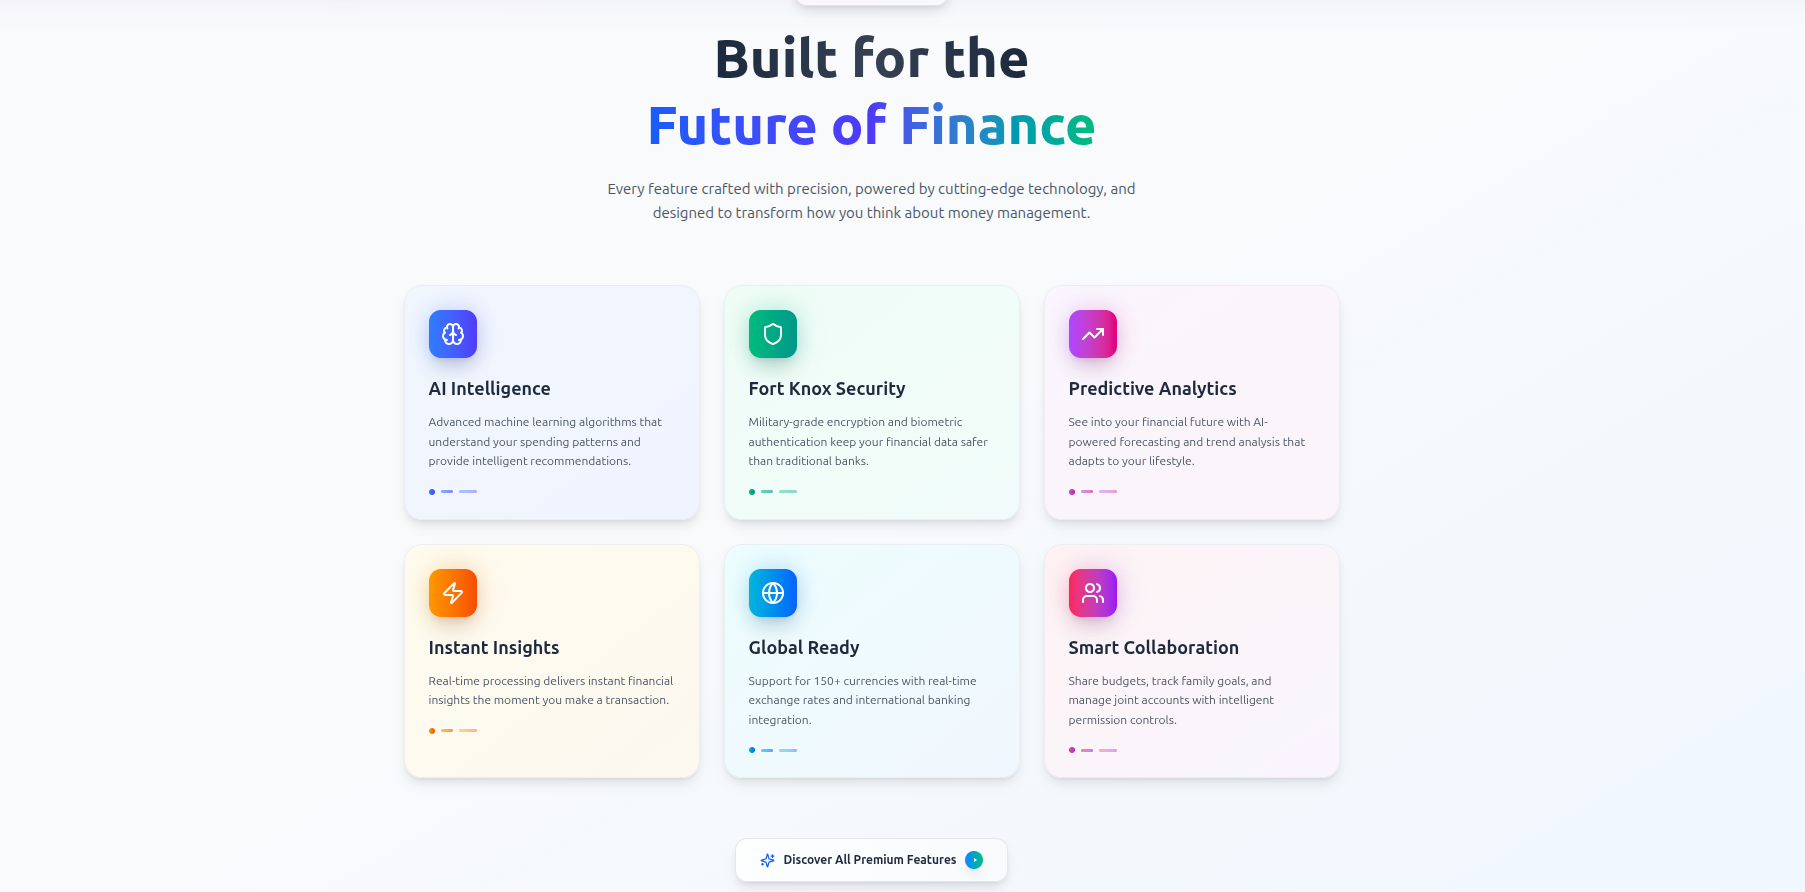 Built for the
Future of Finance
Every feature crafted with precision, powered by cutting-edge technology, and
designed to transform how you think about money management.
AI Intelligence
Advanced machine learning algorithms that
understand your spending patterns and
provide intelligent recommendations.
Fort Knox Security
Military-grade encryption and biometric
authentication keep your financial data safer
than traditional banks.
Predictive Analytics
See into your financial future with AI-
powered forecasting and trend analysis that
adapts to your lifestyle.
Instant Insights
Real-time processing delivers instant financial
insights the moment you make a transaction.
Global Ready
Support for 150+ currencies with real-time
exchange rates and international banking
integration.
Smart Collaboration
Share budgets, track family goals, and
manage joint accounts with intelligent
permission controls.
Discover All Premium Features